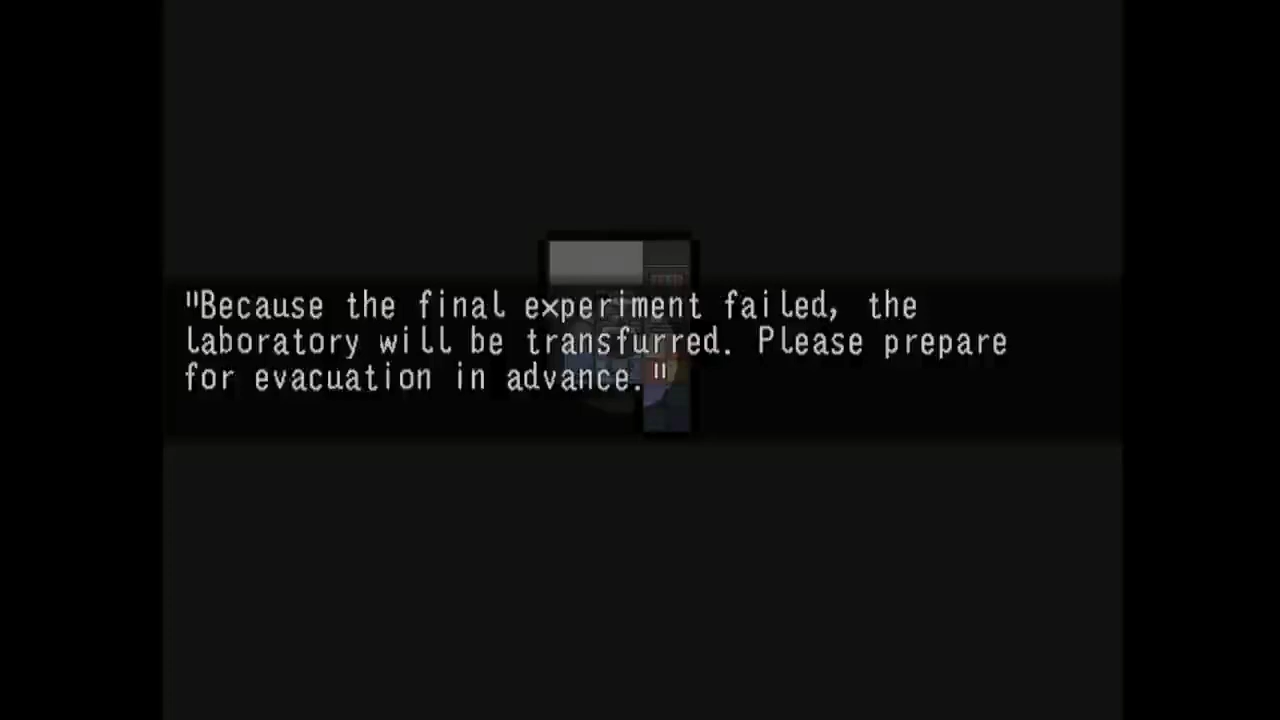 "Because the final experiment failed, the
laboratory will be transfurred. Please prepare
for evacuation in advance."